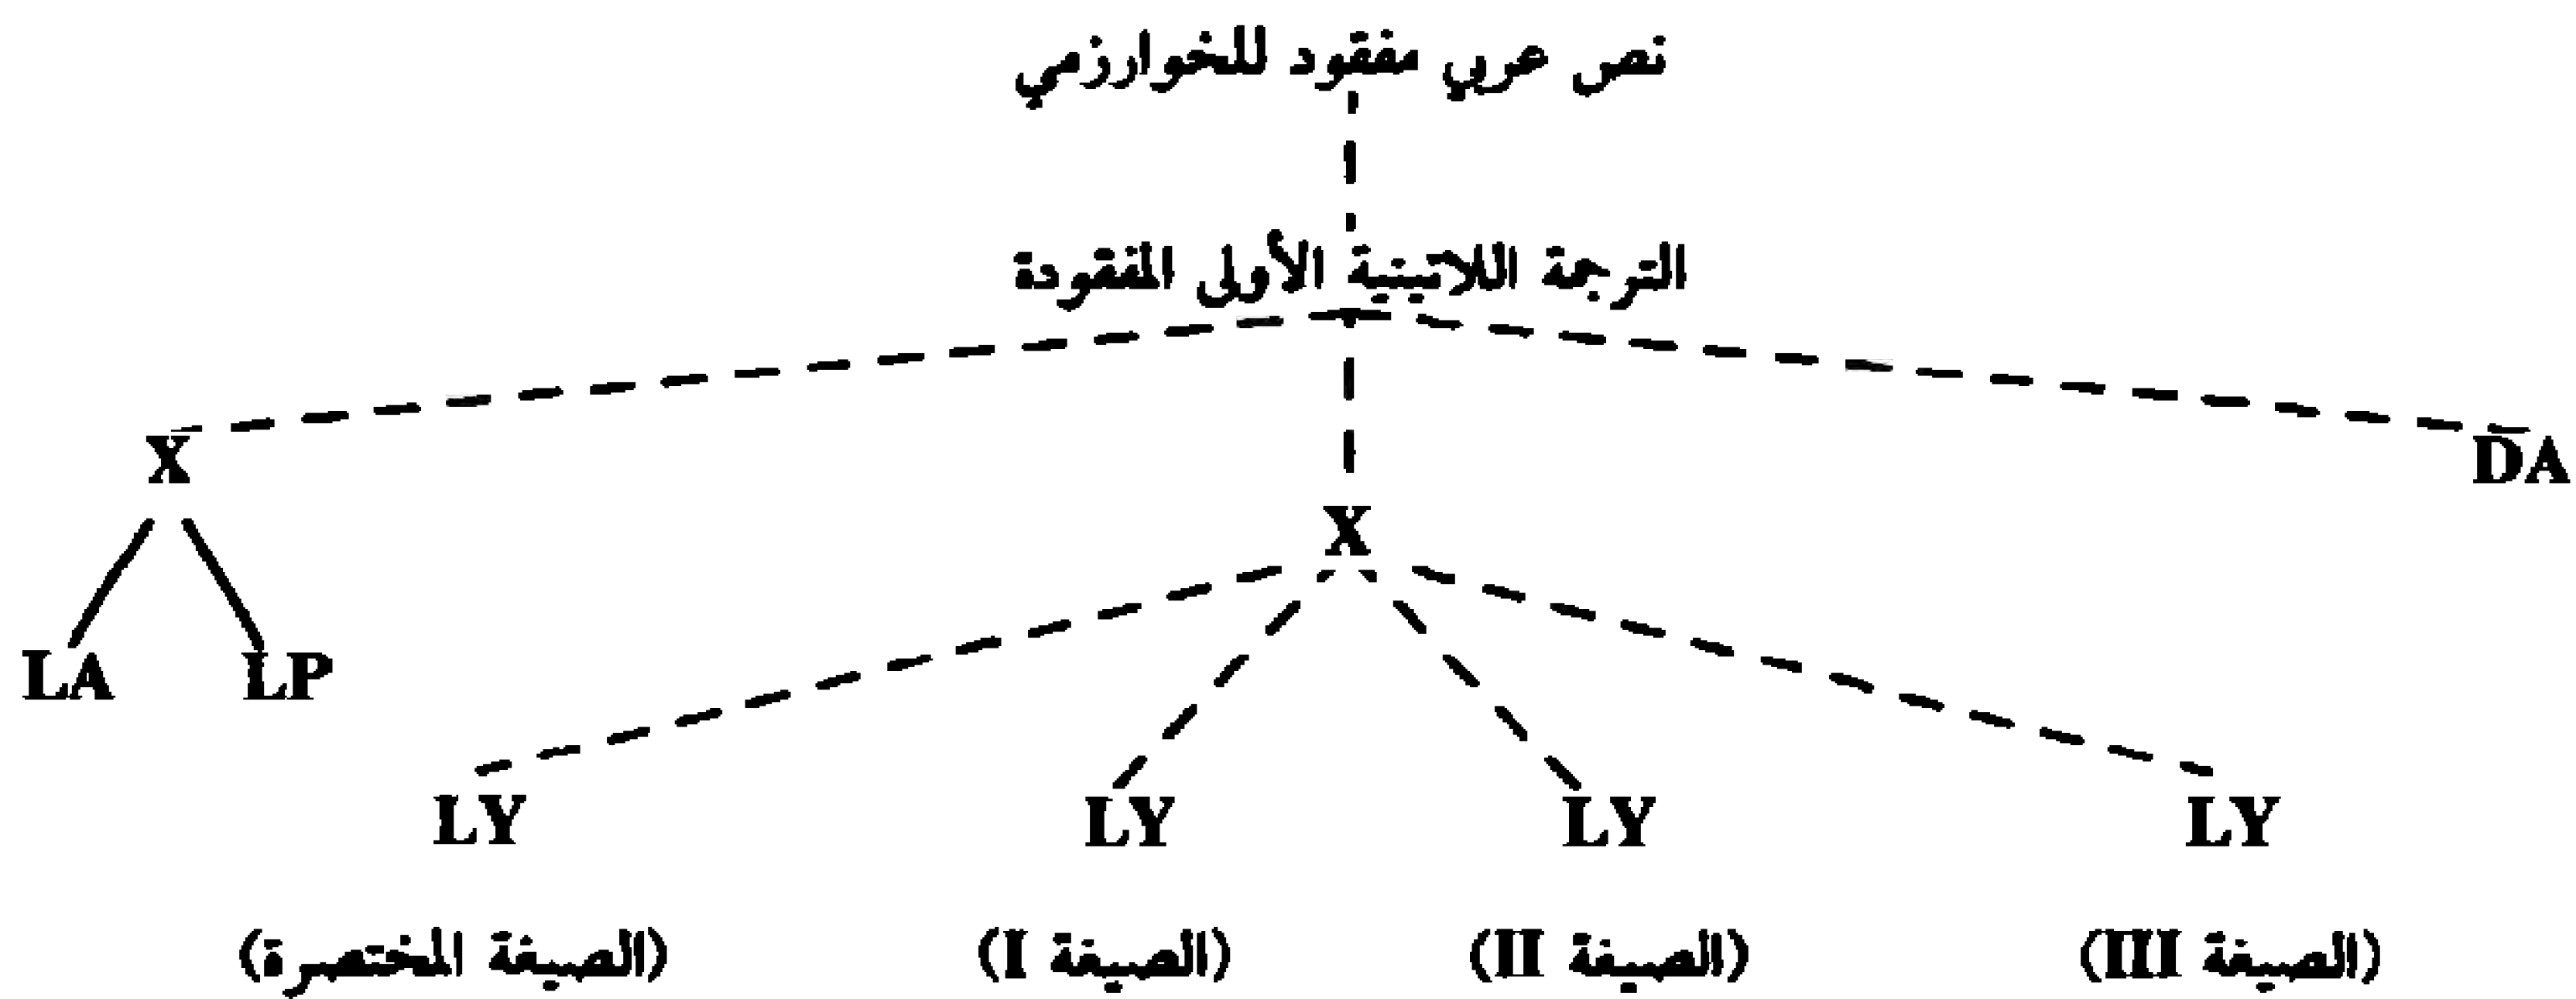 نص عربي مفقود للخوارزمي
الترجمة اللاتينية الأولى المفقودة
X DA
X
LA LP
LY LY LY LY
(الصيغة المختصرة) (الصيغة I) (الصيغة II) (الصيغة III)